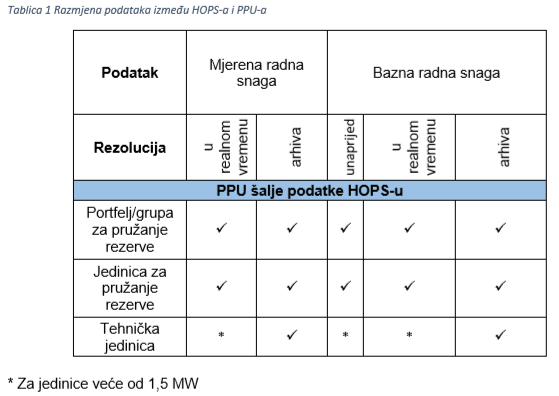 Tablica 1 Razmjena podataka između HOPS-a i PPU-a
Podatak
Mjerena radna
snaga
Bazna radna snaga
Rezolucija
u
realnom
vremenu
arhiva
unaprijed
u
realnom
vremenu
arhiva
PPU šalje podatke HOPS-u
Portfelj/grupa
za pružanje
rezerve
✓ ✓ ✓ ✓ ✓
Jedinica za
pružanje
rezerve
✓ ✓ ✓ ✓ ✓
Tehnička
jedinica
* ✓ * * ✓
* Za jedinice veće od 1,5 MW